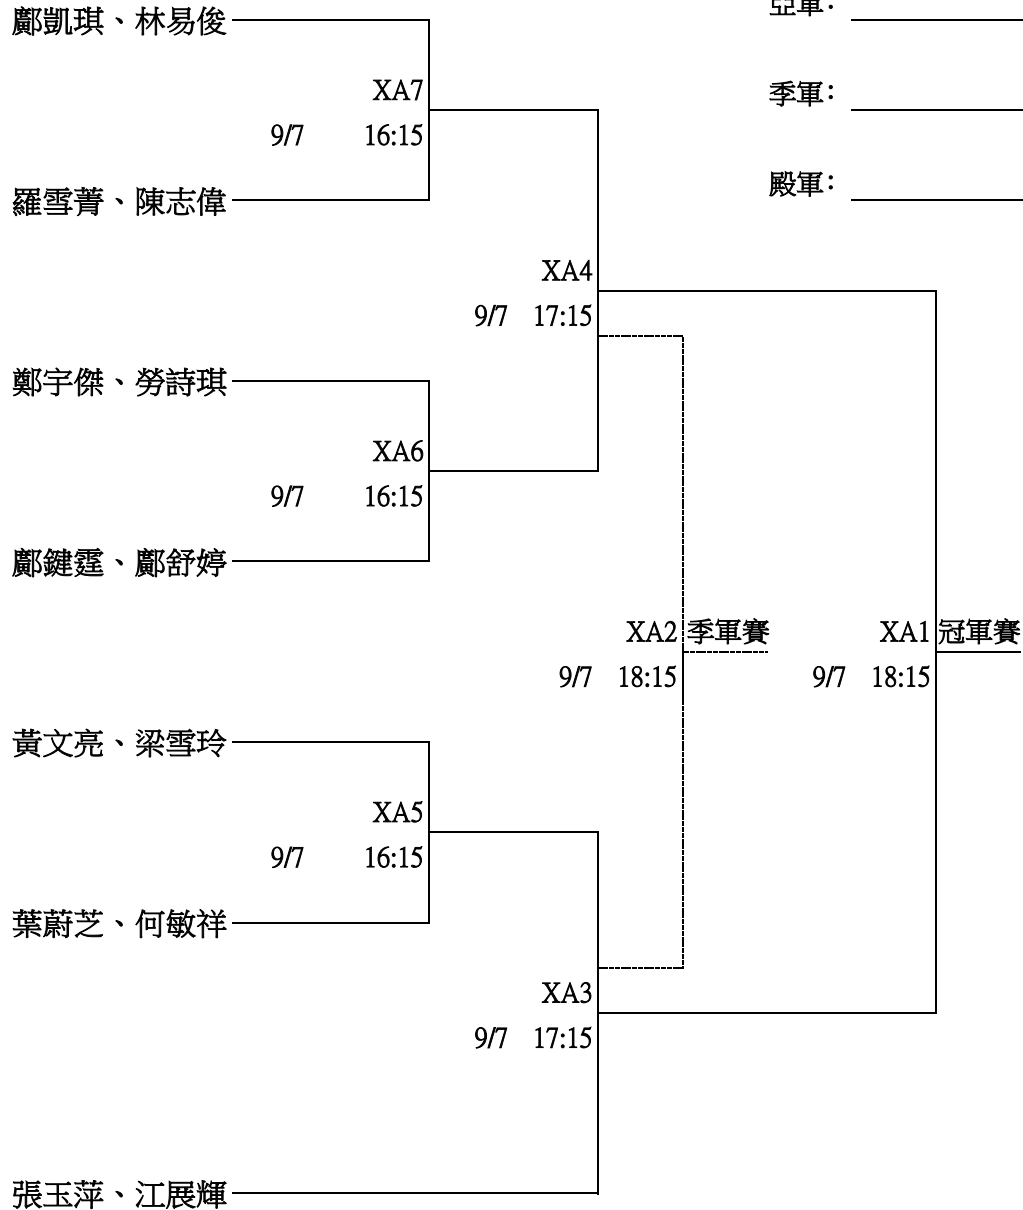 鄺凱琪、林易俊
亞軍：
XA7
季軍：
9/7 16:15
羅雪菁、陳志偉
殿軍：
XA4
9/7 17:15
鄭宇傑、勞詩琪
XA6
9/7 16:15
鄺鍵霆、鄺舒婷
XA2 季軍賽
XA1 冠軍賽
9/7 18:15
9/7 18:15
黃文亮、梁雪玲
XA5
9/7 16:15
葉蔚芝、何敏祥
XA3
9/7 17:15
張玉萍、江展輝